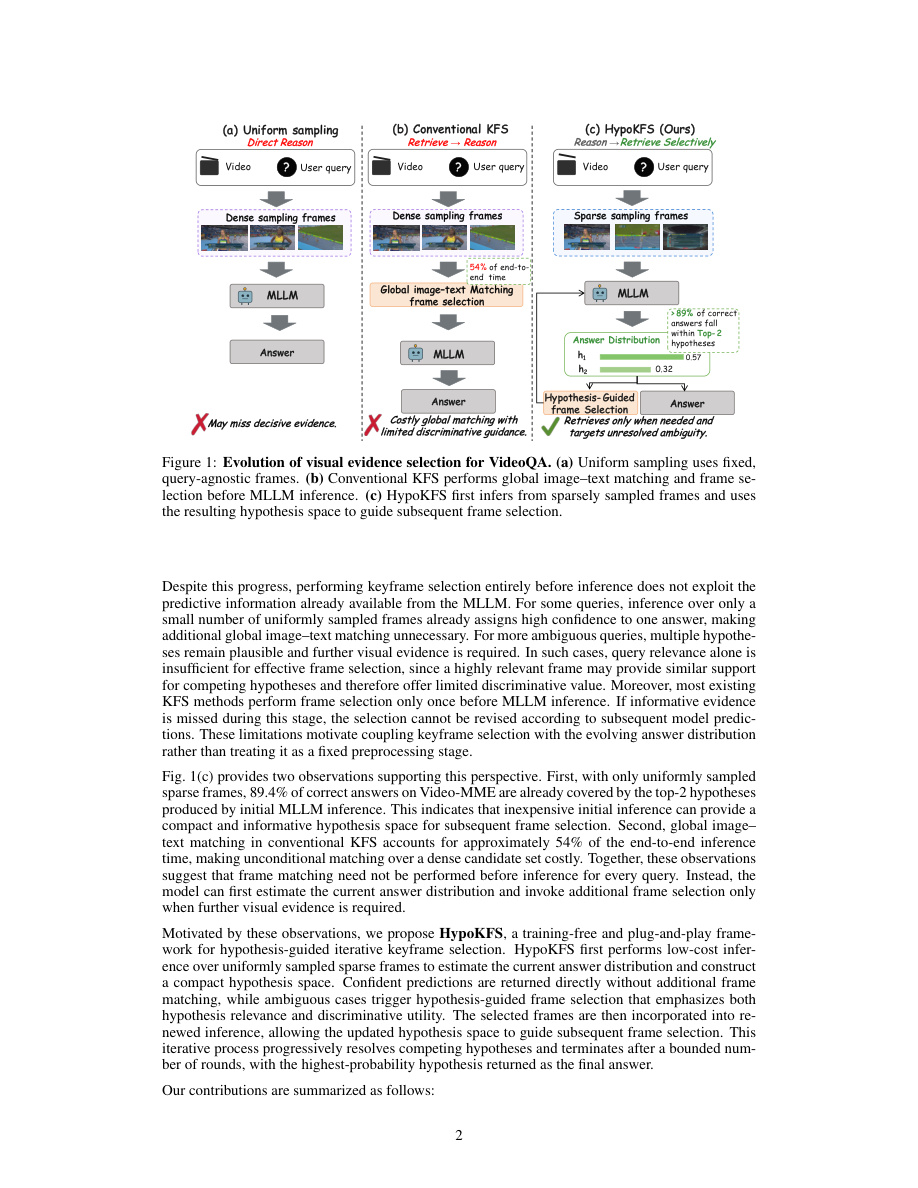 (a) Uniform sampling
Direct Reason
Video
? User query
Dense sampling frames
MLLM
Answer
May miss decisive evidence.
(b) Conventional KFS
Retrieve → Reason
Video
? User query
Dense sampling frames
54% of end-to-
end time
Global image-text Matching
frame selection
MLLM
Answer
Costly global matching with
limited discriminative guidance.
(c) HypoKFS (Ours)
Reason → Retrieve Selectively
Video
? User query
Sparse sampling frames
MLLM
>89% of correct
answers fall
within Top-2
hypotheses
Answer Distribution
h1 0.57
h2 0.32
Hypothesis-Guided
frame Selection
Answer
Retrieves only when needed and
targets unresolved ambiguity.
Figure 1: Evolution of visual evidence selection for VideoQA. (a) Uniform sampling uses fixed,
query-agnostic frames. (b) Conventional KFS performs global image–text matching and frame se-
lection before MLLM inference. (c) HypoKFS first infers from sparsely sampled frames and uses
the resulting hypothesis space to guide subsequent frame selection.
Despite this progress, performing keyframe selection entirely before inference does not exploit the
predictive information already available from the MLLM. For some queries, inference over only a
small number of uniformly sampled frames already assigns high confidence to one answer, making
additional global image–text matching unnecessary. For more ambiguous queries, multiple hypothe-
ses remain plausible and further visual evidence is required. In such cases, query relevance alone is
insufficient for effective frame selection, since a highly relevant frame may provide similar support
for competing hypotheses and therefore offer limited discriminative value. Moreover, most existing
KFS methods perform frame selection only once before MLLM inference. If informative evidence
is missed during this stage, the selection cannot be revised according to subsequent model predic-
tions. These limitations motivate coupling keyframe selection with the evolving answer distribution
rather than treating it as a fixed preprocessing stage.
Fig. 1(c) provides two observations supporting this perspective. First, with only uniformly sampled
sparse frames, 89.4% of correct answers on Video-MME are already covered by the top-2 hypotheses
produced by initial MLLM inference. This indicates that inexpensive initial inference can provide a
compact and informative hypothesis space for subsequent frame selection. Second, global image–
text matching in conventional KFS accounts for approximately 54% of the end-to-end inference
time, making unconditional matching over a dense candidate set costly. Together, these observations
suggest that frame matching need not be performed before inference for every query. Instead, the
model can first estimate the current answer distribution and invoke additional frame selection only
when further visual evidence is required.
Motivated by these observations, we propose HypoKFS, a training-free and plug-and-play frame-
work for hypothesis-guided iterative keyframe selection. HypoKFS first performs low-cost infer-
ence over uniformly sampled sparse frames to estimate the current answer distribution and construct
a compact hypothesis space. Confident predictions are returned directly without additional frame
matching, while ambiguous cases trigger hypothesis-guided frame selection that emphasizes both
hypothesis relevance and discriminative utility. The selected frames are then incorporated into re-
newed inference, allowing the updated hypothesis space to guide subsequent frame selection. This
iterative process progressively resolves competing hypotheses and terminates after a bounded num-
ber of rounds, with the highest-probability hypothesis returned as the final answer.
Our contributions are summarized as follows:
2